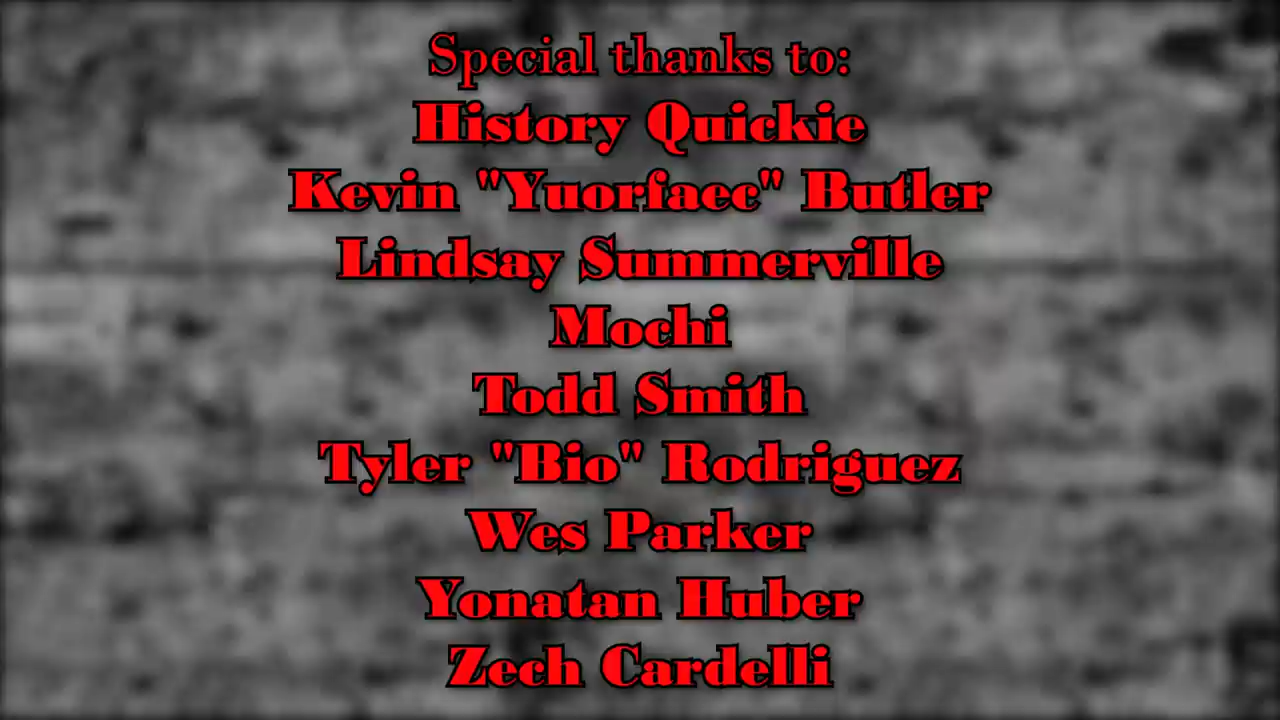 Special thanks to:
History Quickie
Kevin "Yuorfaec" Butler
Lindsay Summerville
Mochi
Todd Smith
Tyler "Bio" Rodriguez
Wes Parker
Yonatan Huber
Zech Cardelli